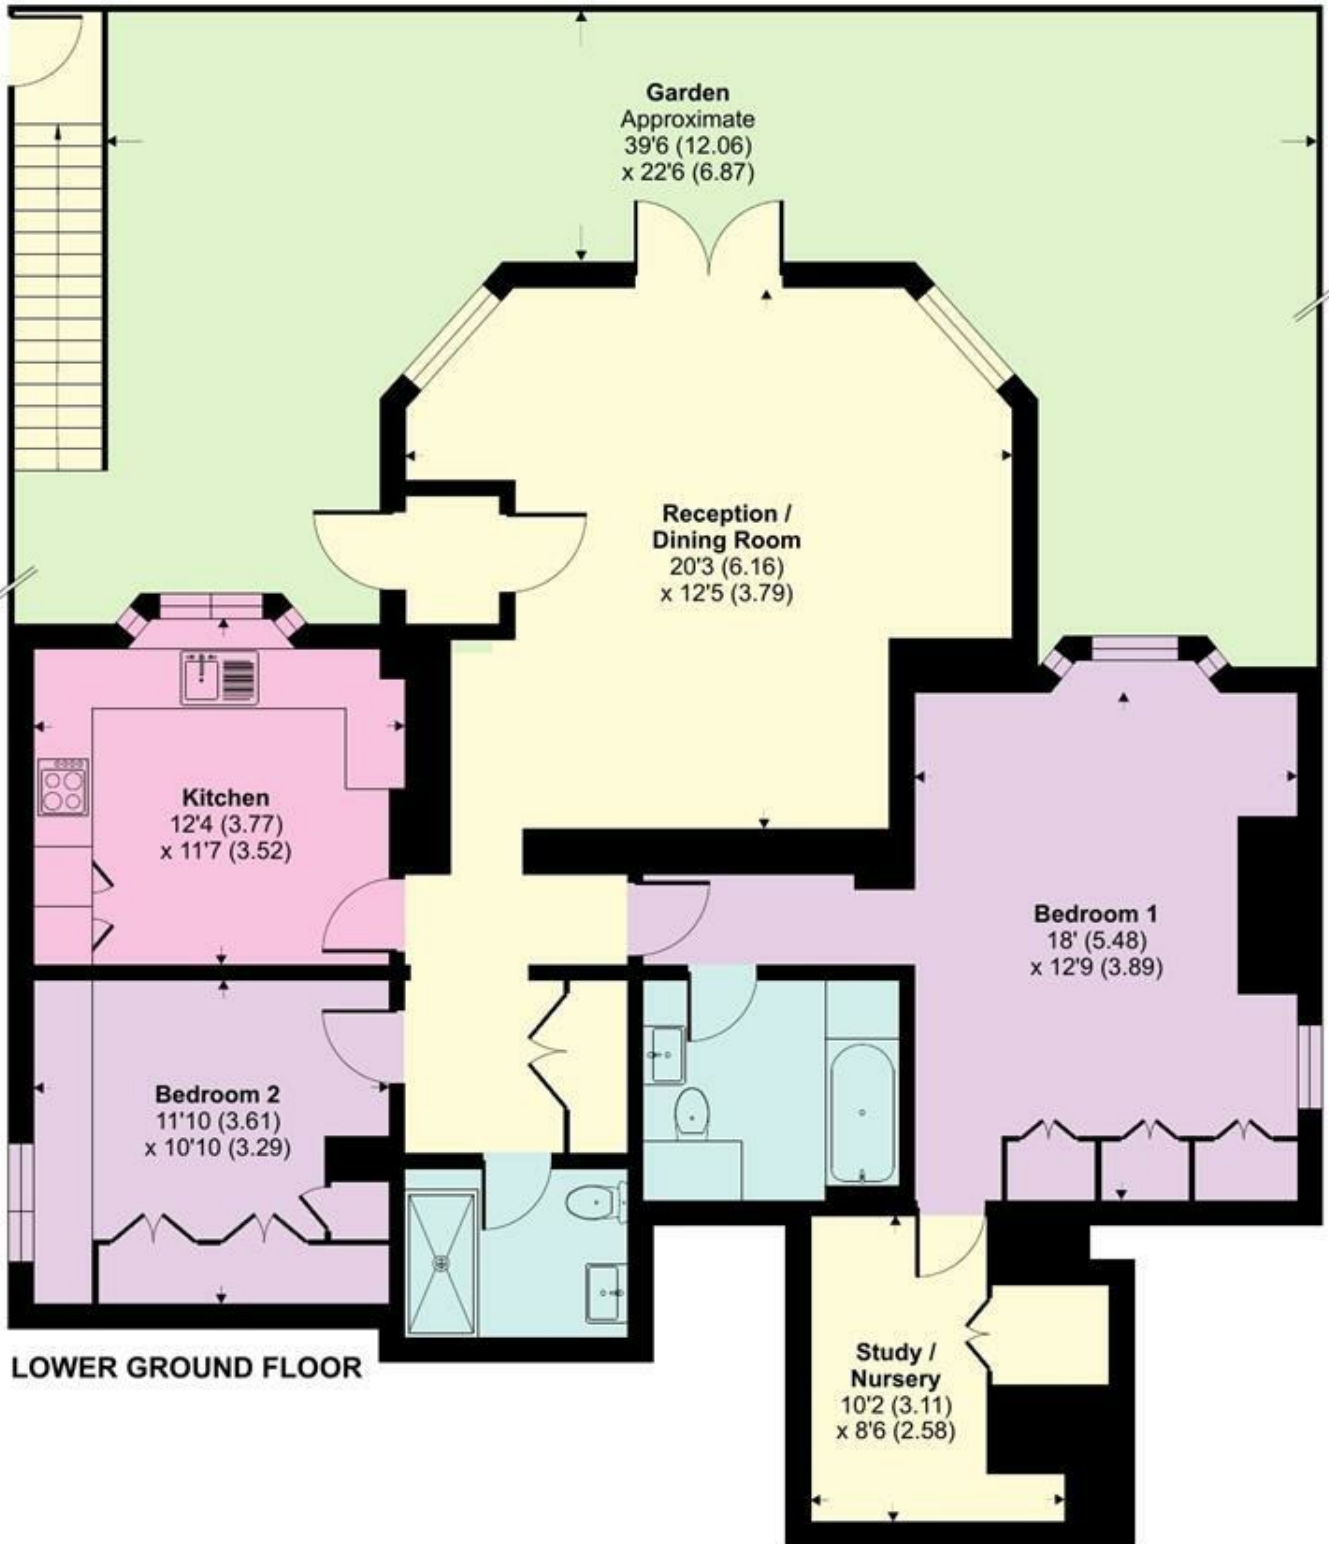 Garden
Approximate
39'6 (12.06)
x 22'6 (6.87)
Reception /
Dining Room
20'3 (6.16)
x 12'5 (3.79)
Kitchen
12'4 (3.77)
x 11'7 (3.52)
Bedroom 1
18' (5.48)
x 12'9 (3.89)
Bedroom 2
11'10 (3.61)
x 10'10 (3.29)
Study /
Nursery
10'2 (3.11)
x 8'6 (2.58)
LOWER GROUND FLOOR